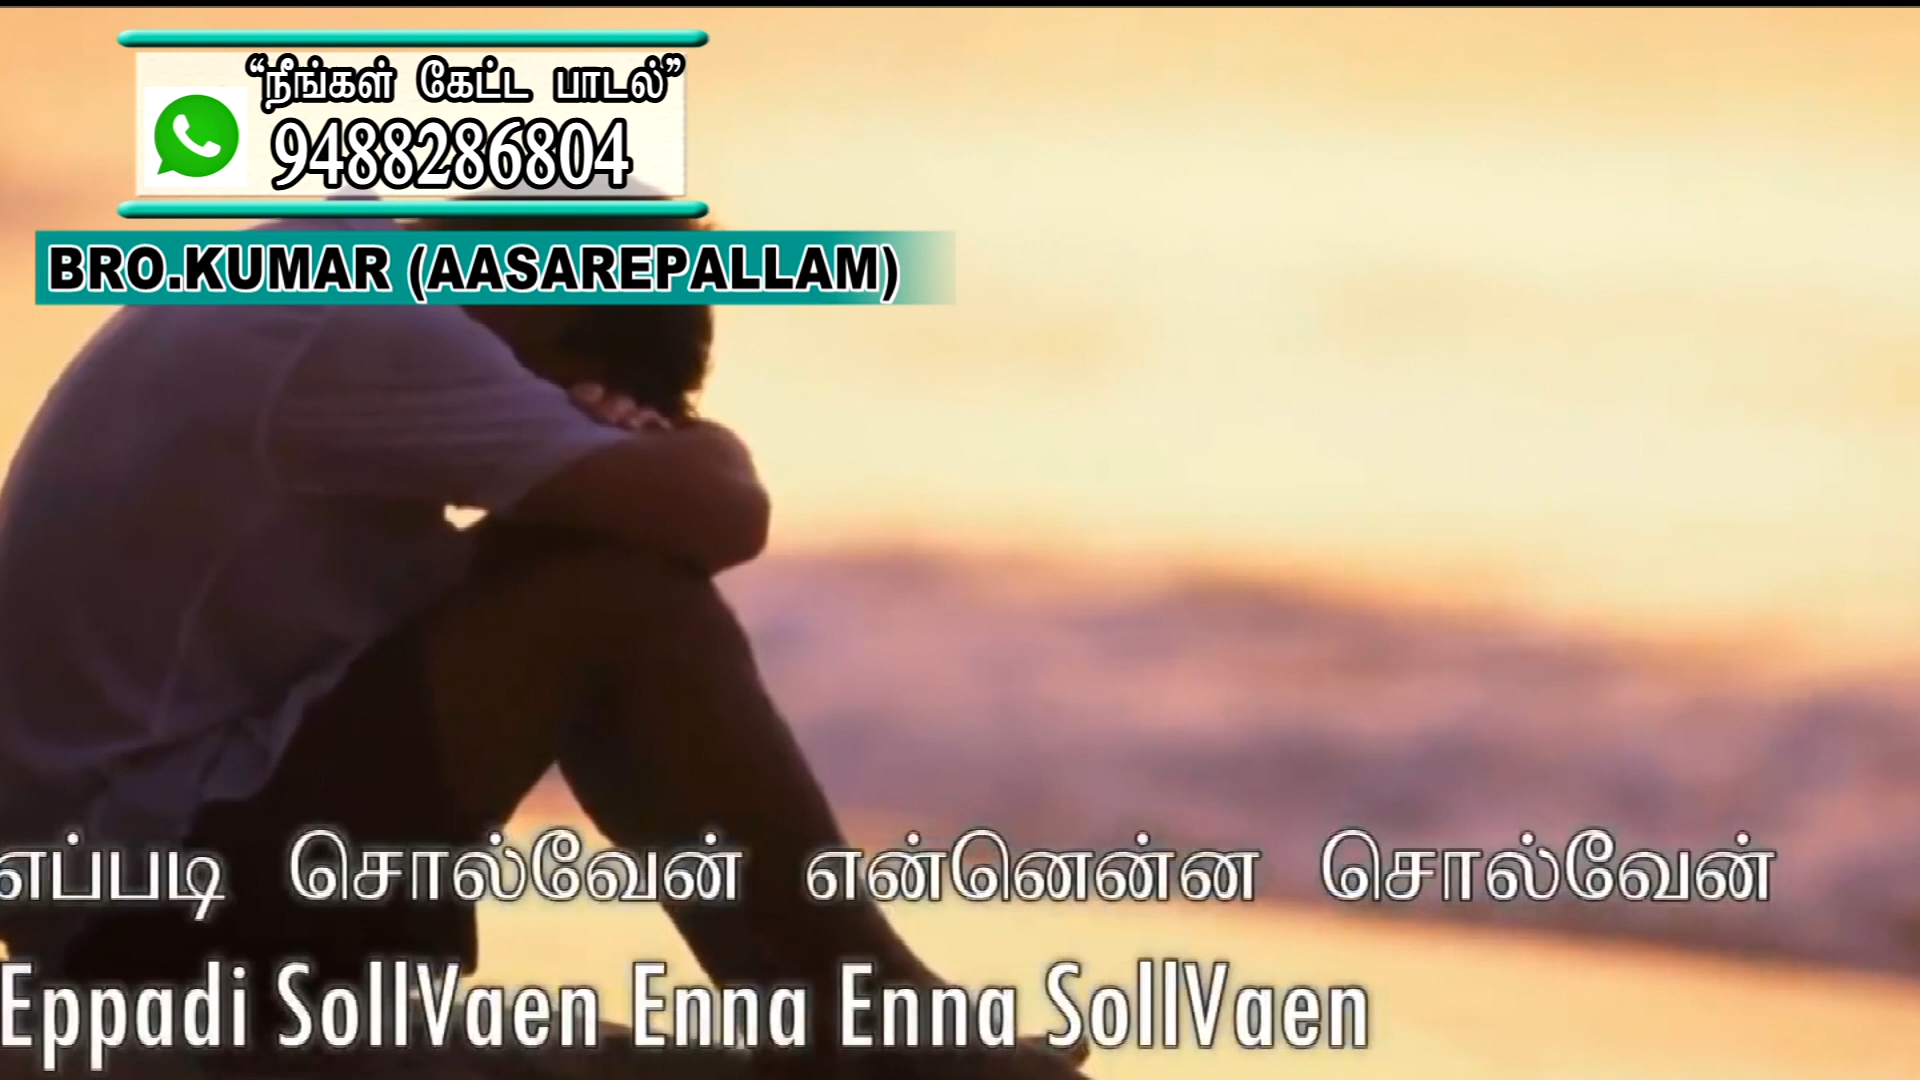 “நீங்கள் கேட்ட பாடல்”
9488286804
BRO.KUMAR (AASAREPALLAM)
எப்படி சொல்வேன் என்னென்ன சொல்வேன்
Eppadi SollVaen Enna Enna SollVaen